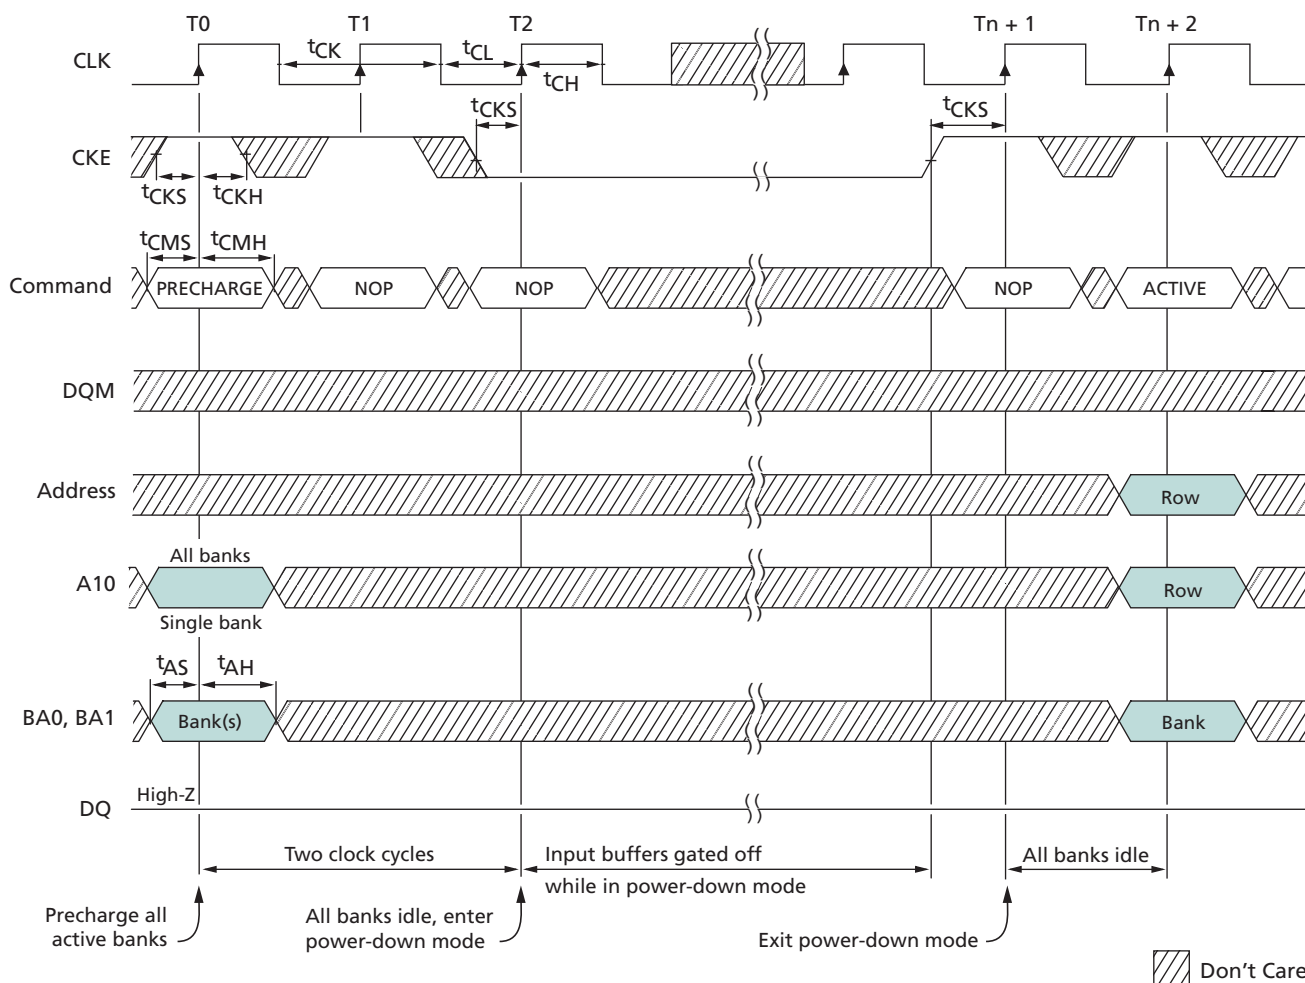 T0
T1
T2
Tn + 1
Tn + 2
CLK
tCK
tCL
tCH
tCKS
tCKS
CKE
tCKS
tCKH
tCMS
tCMH
Command
PRECHARGE
NOP
NOP
NOP
ACTIVE
DQM
Address
Row
All banks
A10
Row
Single bank
tAS
tAH
BA0, BA1
Bank(s)
Bank
High-Z
DQ
Two clock cycles
Input buffers gated off
while in power-down mode
All banks idle
Precharge all
active banks
All banks idle, enter
power-down mode
Exit power-down mode
Don't Care